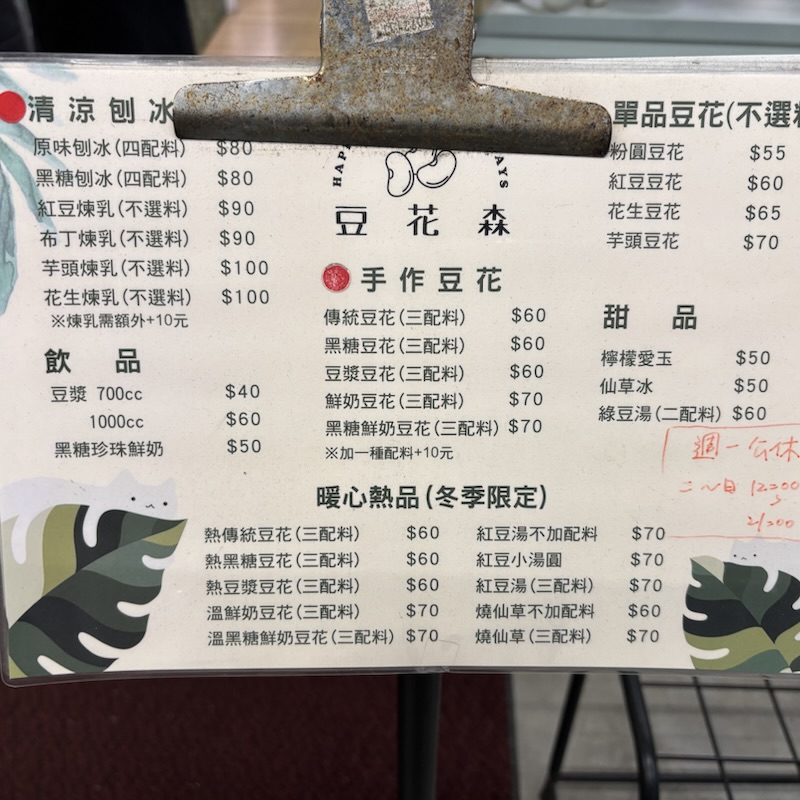 清涼刨冰
原味刨冰(四配料) $80
黑糖刨冰(四配料) $80
紅豆煉乳(不選料) $90
布丁煉乳(不選料) $90
芋頭煉乳(不選料) $100
花生煉乳(不選料) $100
※煉乳需額外+10元
飲品
豆漿 700cc $40
1000cc $60
黑糖珍珠鮮奶 $50
豆花森
手作豆花
傳統豆花(三配料) $60
黑糖豆花(三配料) $60
豆漿豆花(三配料) $60
鮮奶豆花(三配料) $70
黑糖鮮奶豆花(三配料) $70
※加一種配料+10元
單品豆花(不選料
粉圓豆花 $55
紅豆豆花 $60
花生豆花 $65
芋頭豆花 $70
甜品
檸檬愛玉 $50
仙草冰 $50
綠豆湯(二配料) $60
週一公休
二~日 12:00
21:00
暖心熱品(冬季限定)
熱傳統豆花(三配料) $60
熱黑糖豆花(三配料) $60
熱豆漿豆花(三配料) $60
溫鮮奶豆花(三配料) $70
溫黑糖鮮奶豆花(三配料) $70
紅豆湯不加配料 $70
紅豆小湯圓 $70
紅豆湯(三配料) $70
燒仙草不加配料 $60
燒仙草(三配料) $70